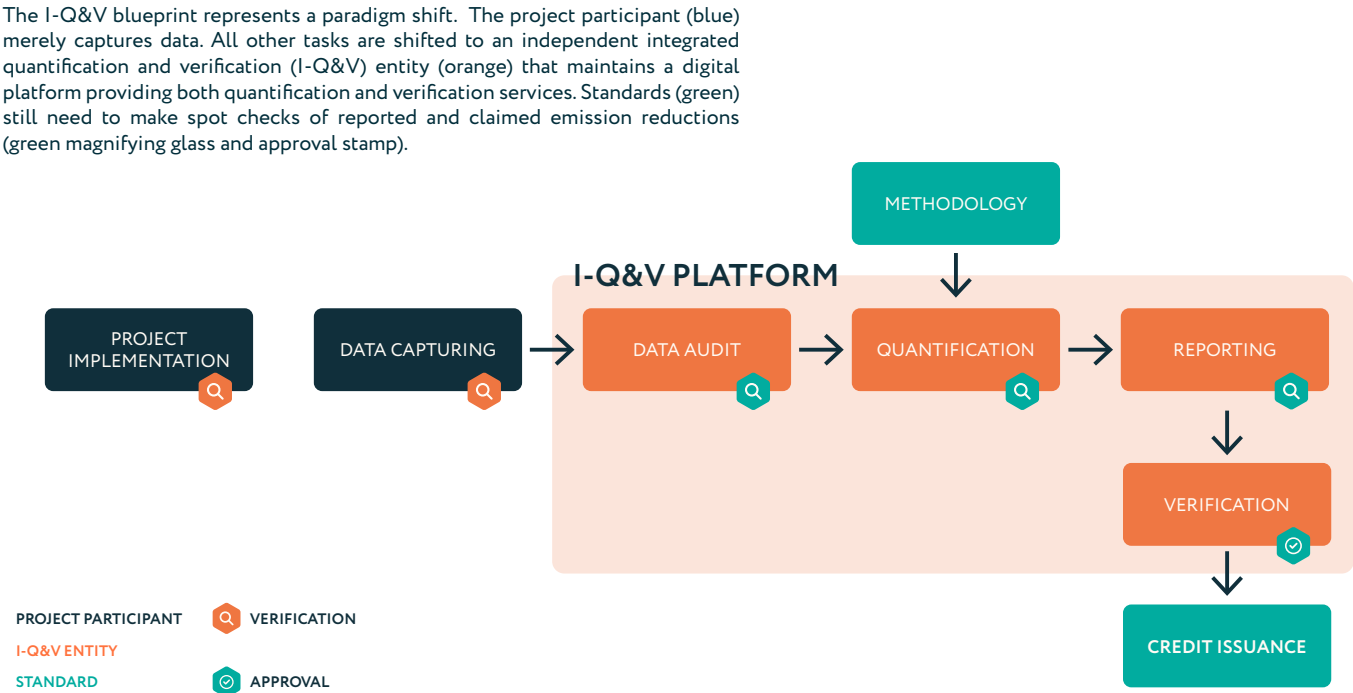 The I-Q&V blueprint represents a paradigm shift. The project participant (blue)
merely captures data. All other tasks are shifted to an independent integrated
quantification and verification (I-Q&V) entity (orange) that maintains a digital
platform providing both quantification and verification services. Standards (green)
still need to make spot checks of reported and claimed emission reductions
(green magnifying glass and approval stamp).
METHODOLOGY
I-Q&V PLATFORM
PROJECT
IMPLEMENTATION
DATA CAPTURING
DATA AUDIT
QUANTIFICATION
REPORTING
VERIFICATION
CREDIT ISSUANCE
PROJECT PARTICIPANT
VERIFICATION
I-Q&V ENTITY
STANDARD
APPROVAL